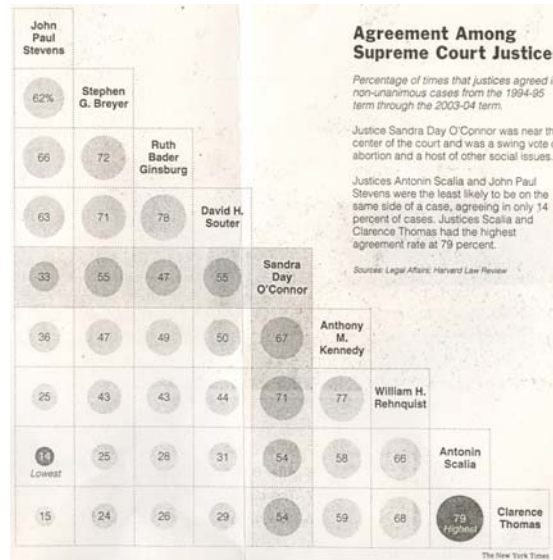 John
Paul
Stevens
Agreement Among
Supreme Court Justice
Percentage of times that justices agreed i
non-unanimous cases from the 1994-95
term through the 2003-04 term.
Justice Sandra Day O'Connor was near th
center of the court and was a swing vote o
abortion and a host of other social issues.
Justices Antonin Scalia and John Paul
Stevens were the least likely to be on the
same side of a case, agreeing in only 14
percent of cases. Justices Scalia and
Clarence Thomas had the highest
agreement rate at 79 percent.
Sources: Legal Affairs; Harvard Law Review
62%
Stephen
G. Breyer
66 72
Ruth
Bader
Ginsburg
63 71 78
David H.
Souter
33 55 47 55
Sandra
Day
O'Connor
36 47 49 50 67
Anthony
M.
Kennedy
25 43 43 44 71 77
William H.
Rehnquist
14 25 28 31 54 58 66
Lowest
Antonin
Scalia
15 24 26 29 54 59 68 79
Highest
Clarence
Thomas
The New York Times